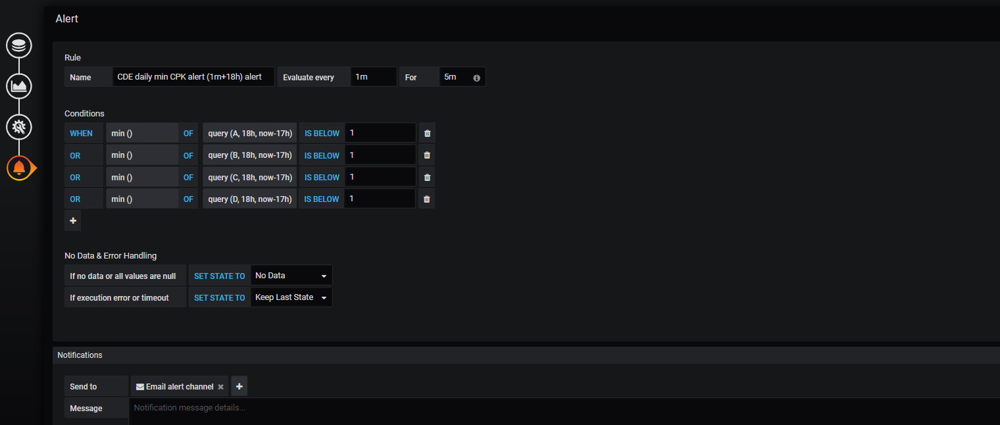 Alert
Rule
Name CDE daily min CPK alert (1m+18h) alert Evaluate every 1m For 5m
Conditions
WHEN min () OF query (A, 18h, now-17h) IS BELOW 1
OR min () OF query (B, 18h, now-17h) IS BELOW 1
OR min () OF query (C, 18h, now-17h) IS BELOW 1
OR min () OF query (D, 18h, now-17h) IS BELOW 1
No Data & Error Handling
If no data or all values are null SET STATE TO No Data
If execution error or timeout SET STATE TO Keep Last State
Notifications
Send to Email alert channel
Message Notification message details...